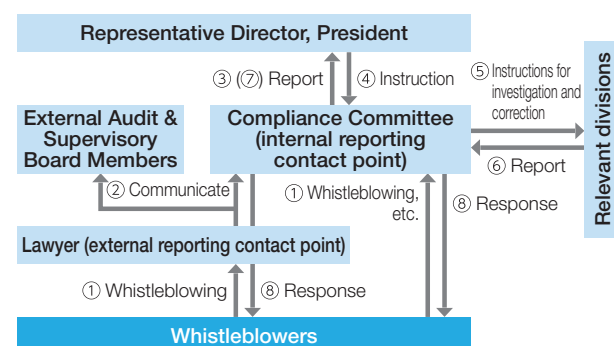 Representative Director, President
③ (⑦) Report
④ Instruction
⑤ Instructions for
investigation and
correction
External Audit &
Supervisory
Board Members
Compliance Committee
(internal reporting
contact point)
Relevant divisions
⑥ Report
② Communicate
① Whistleblowing,
etc.
⑧ Response
Lawyer (external reporting contact point)
① Whistleblowing
⑧ Response
Whistleblowers